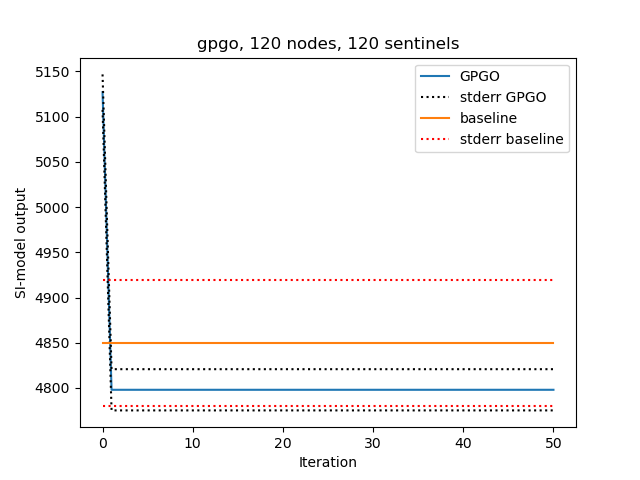 gpgo, 120 nodes, 120 sentinels
GPGO
stderr GPGO
baseline
stderr baseline
SI-model output
5150
5100
5050
5000
4950
4900
4850
4800
0 10 20 30 40 50
Iteration